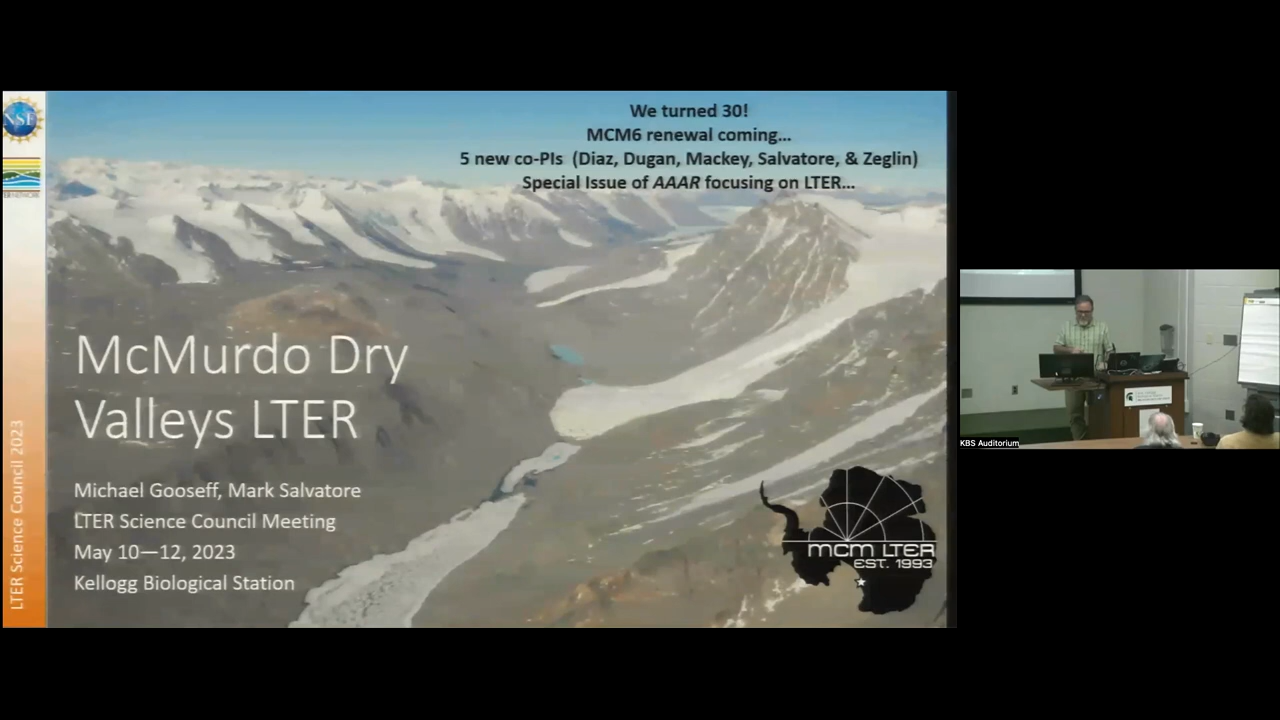 We turned 30!
MCM6 renewal coming...
5 new co-PIs (Diaz, Dugan, Mackey, Salvatore, & Zeglin)
Special Issue of AAAR focusing on LTER...
NSF
McMurdo Dry
Valleys LTER
Michael Gooseff, Mark Salvatore
LTER Science Council Meeting
May 10—12, 2023
Kellogg Biological Station
LTER Science Council 2023
MCM LTER
EST. 1993
KBS Auditorium